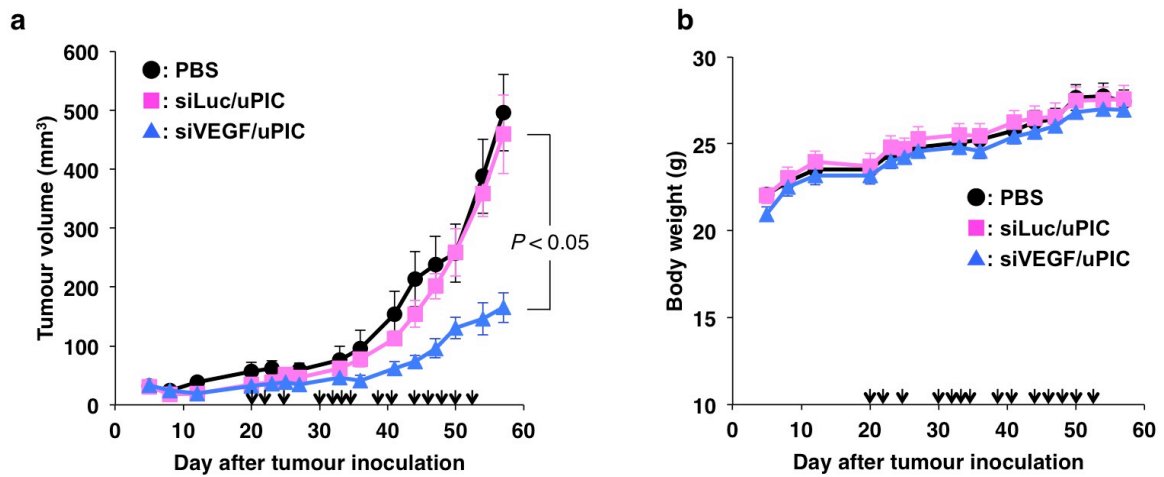 a
600
500
400
300
200
100
0
Tumour volume (mm³)
: PBS
: siLuc/uPIC
: siVEGF/uPIC
P < 0.05
0 10 20 30 40 50 60
Day after tumour inoculation
b
30
25
20
15
10
Body weight (g)
: PBS
: siLuc/uPIC
: siVEGF/uPIC
0 10 20 30 40 50 60
Day after tumour inoculation